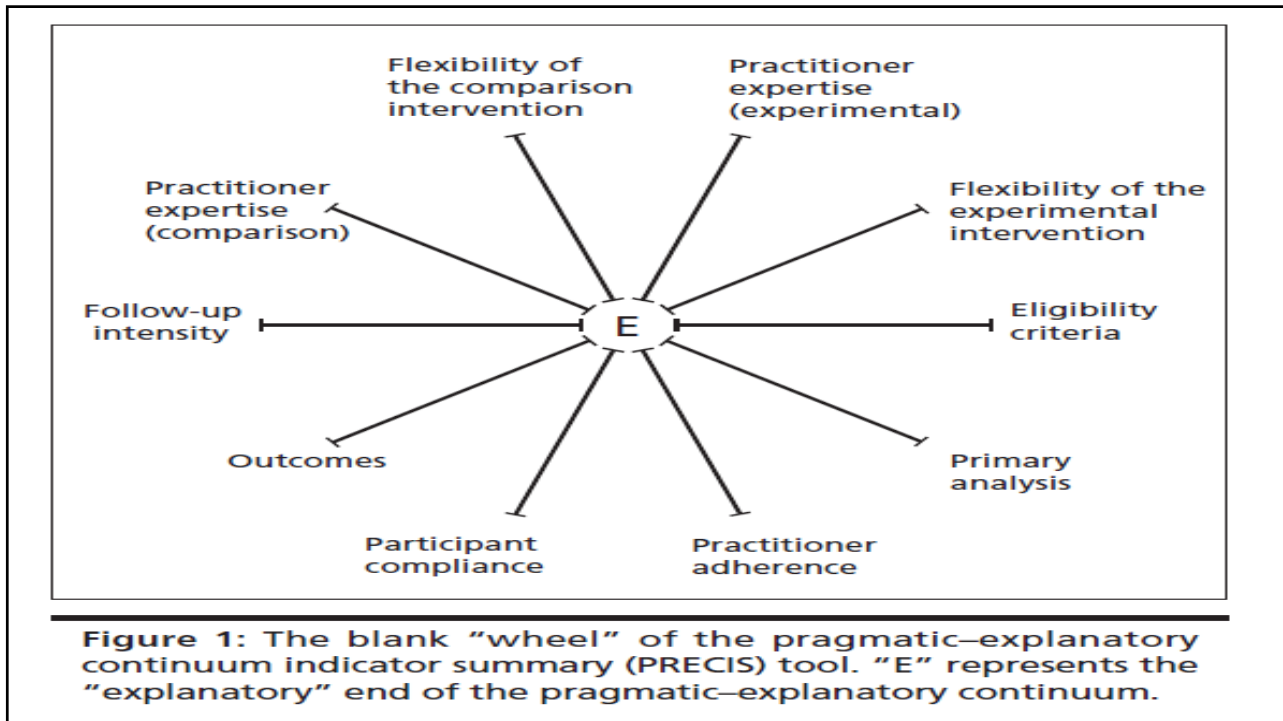 Flexibility of
the comparison
intervention
Practitioner
expertise
(experimental)
Practitioner
expertise
(comparison)
Flexibility of the
experimental
intervention
Follow-up
intensity
E
Eligibility
criteria
Outcomes
Primary
analysis
Participant
compliance
Practitioner
adherence
Figure 1: The blank “wheel” of the pragmatic–explanatory
continuum indicator summary (PRECIS) tool. “E” represents the
“explanatory” end of the pragmatic–explanatory continuum.